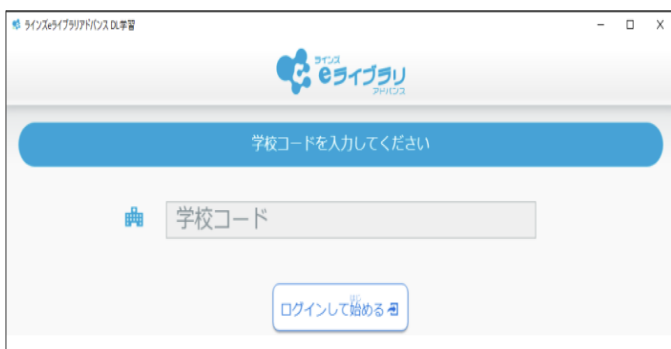 ラインズeライブラリアドバンス DL学習
ラインズ
eライブラリ
アドバンス
学校コードを入力してください
学校コード
はじ
ログインして始める